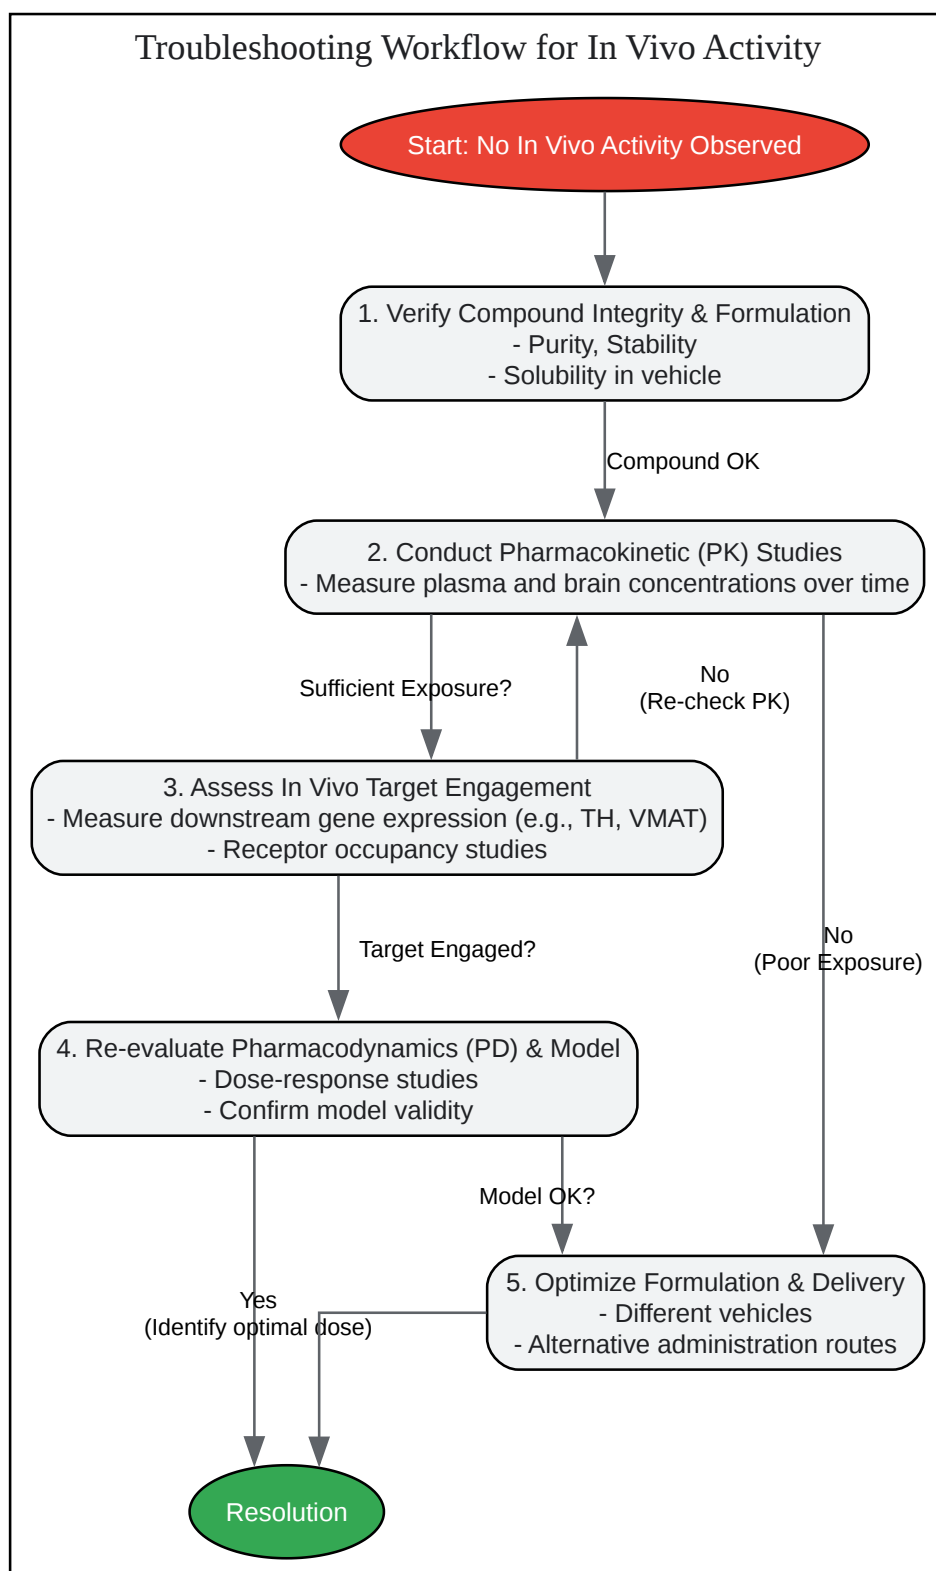 Troubleshooting Workflow for In Vivo Activity
Start: No In Vivo Activity Observed
1. Verify Compound Integrity & Formulation
- Purity, Stability
- Solubility in vehicle
Compound OK
2. Conduct Pharmacokinetic (PK) Studies
- Measure plasma and brain concentrations over time
Sufficient Exposure?
No
(Re-check PK)
3. Assess In Vivo Target Engagement
- Measure downstream gene expression (e.g., TH, VMAT)
- Receptor occupancy studies
Target Engaged?
No
(Poor Exposure)
4. Re-evaluate Pharmacodynamics (PD) & Model
- Dose-response studies
- Confirm model validity
Model OK?
5. Optimize Formulation & Delivery
- Different vehicles
- Alternative administration routes
Yes
(Identify optimal dose)
Resolution